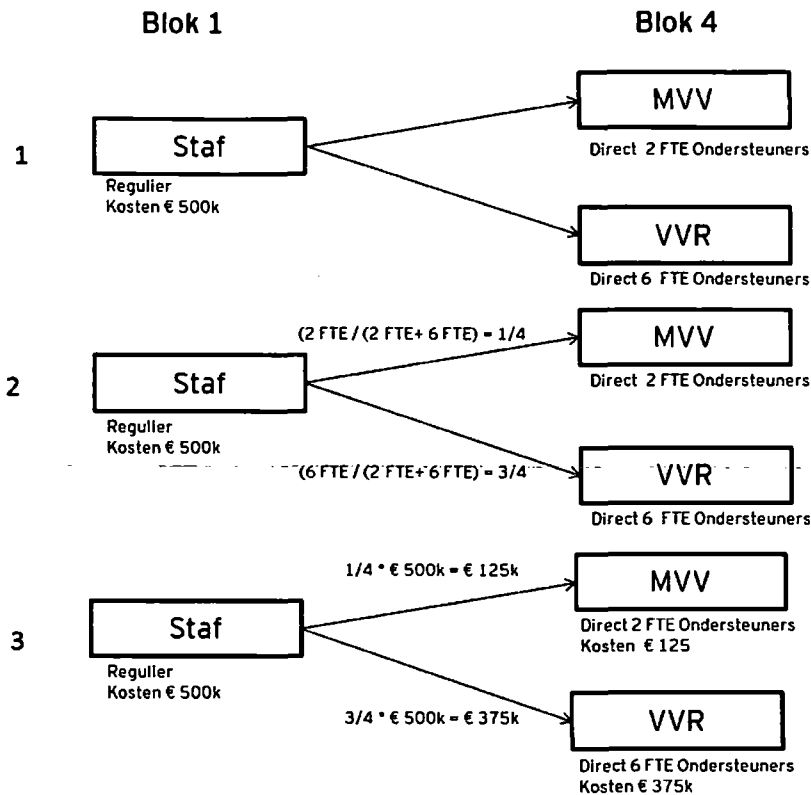 Blok 1
Blok 4
1
Staf
Regulier
Kosten € 500k
MVV
Direct 2 FTE Ondersteuners
VVR
Direct 6 FTE Ondersteuners
2
Staf
Regulier
Kosten € 500k
(2 FTE / (2 FTE+ 6 FTE) = 1/4
MVV
Direct 2 FTE Ondersteuners
(6 FTE / (2 FTE+ 6 FTE) = 3/4
VVR
Direct 6 FTE Ondersteuners
3
Staf
Regulier
Kosten € 500k
1/4 * € 500k = € 125k
MVV
Direct 2 FTE Ondersteuners
Kosten € 125
3/4 * € 500k = € 375k
VVR
Direct 6 FTE Ondersteuners
Kosten € 375k